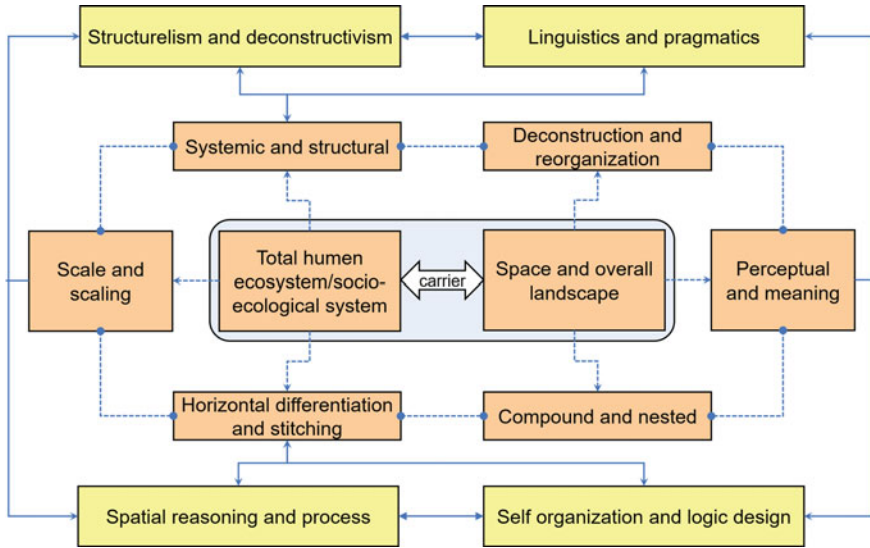 Structurelism and deconstructivism
Linguistics and pragmatics
Systemic and structural
Deconstruction and
reorganization
Scale and
scaling
Total human
ecosystem/socio-
ecological system
carrier
Space and overall
landscape
Perceptual
and meaning
Horizontal differentiation
and stitching
Compound and nested
Spatial reasoning and process
Self organization and logic design